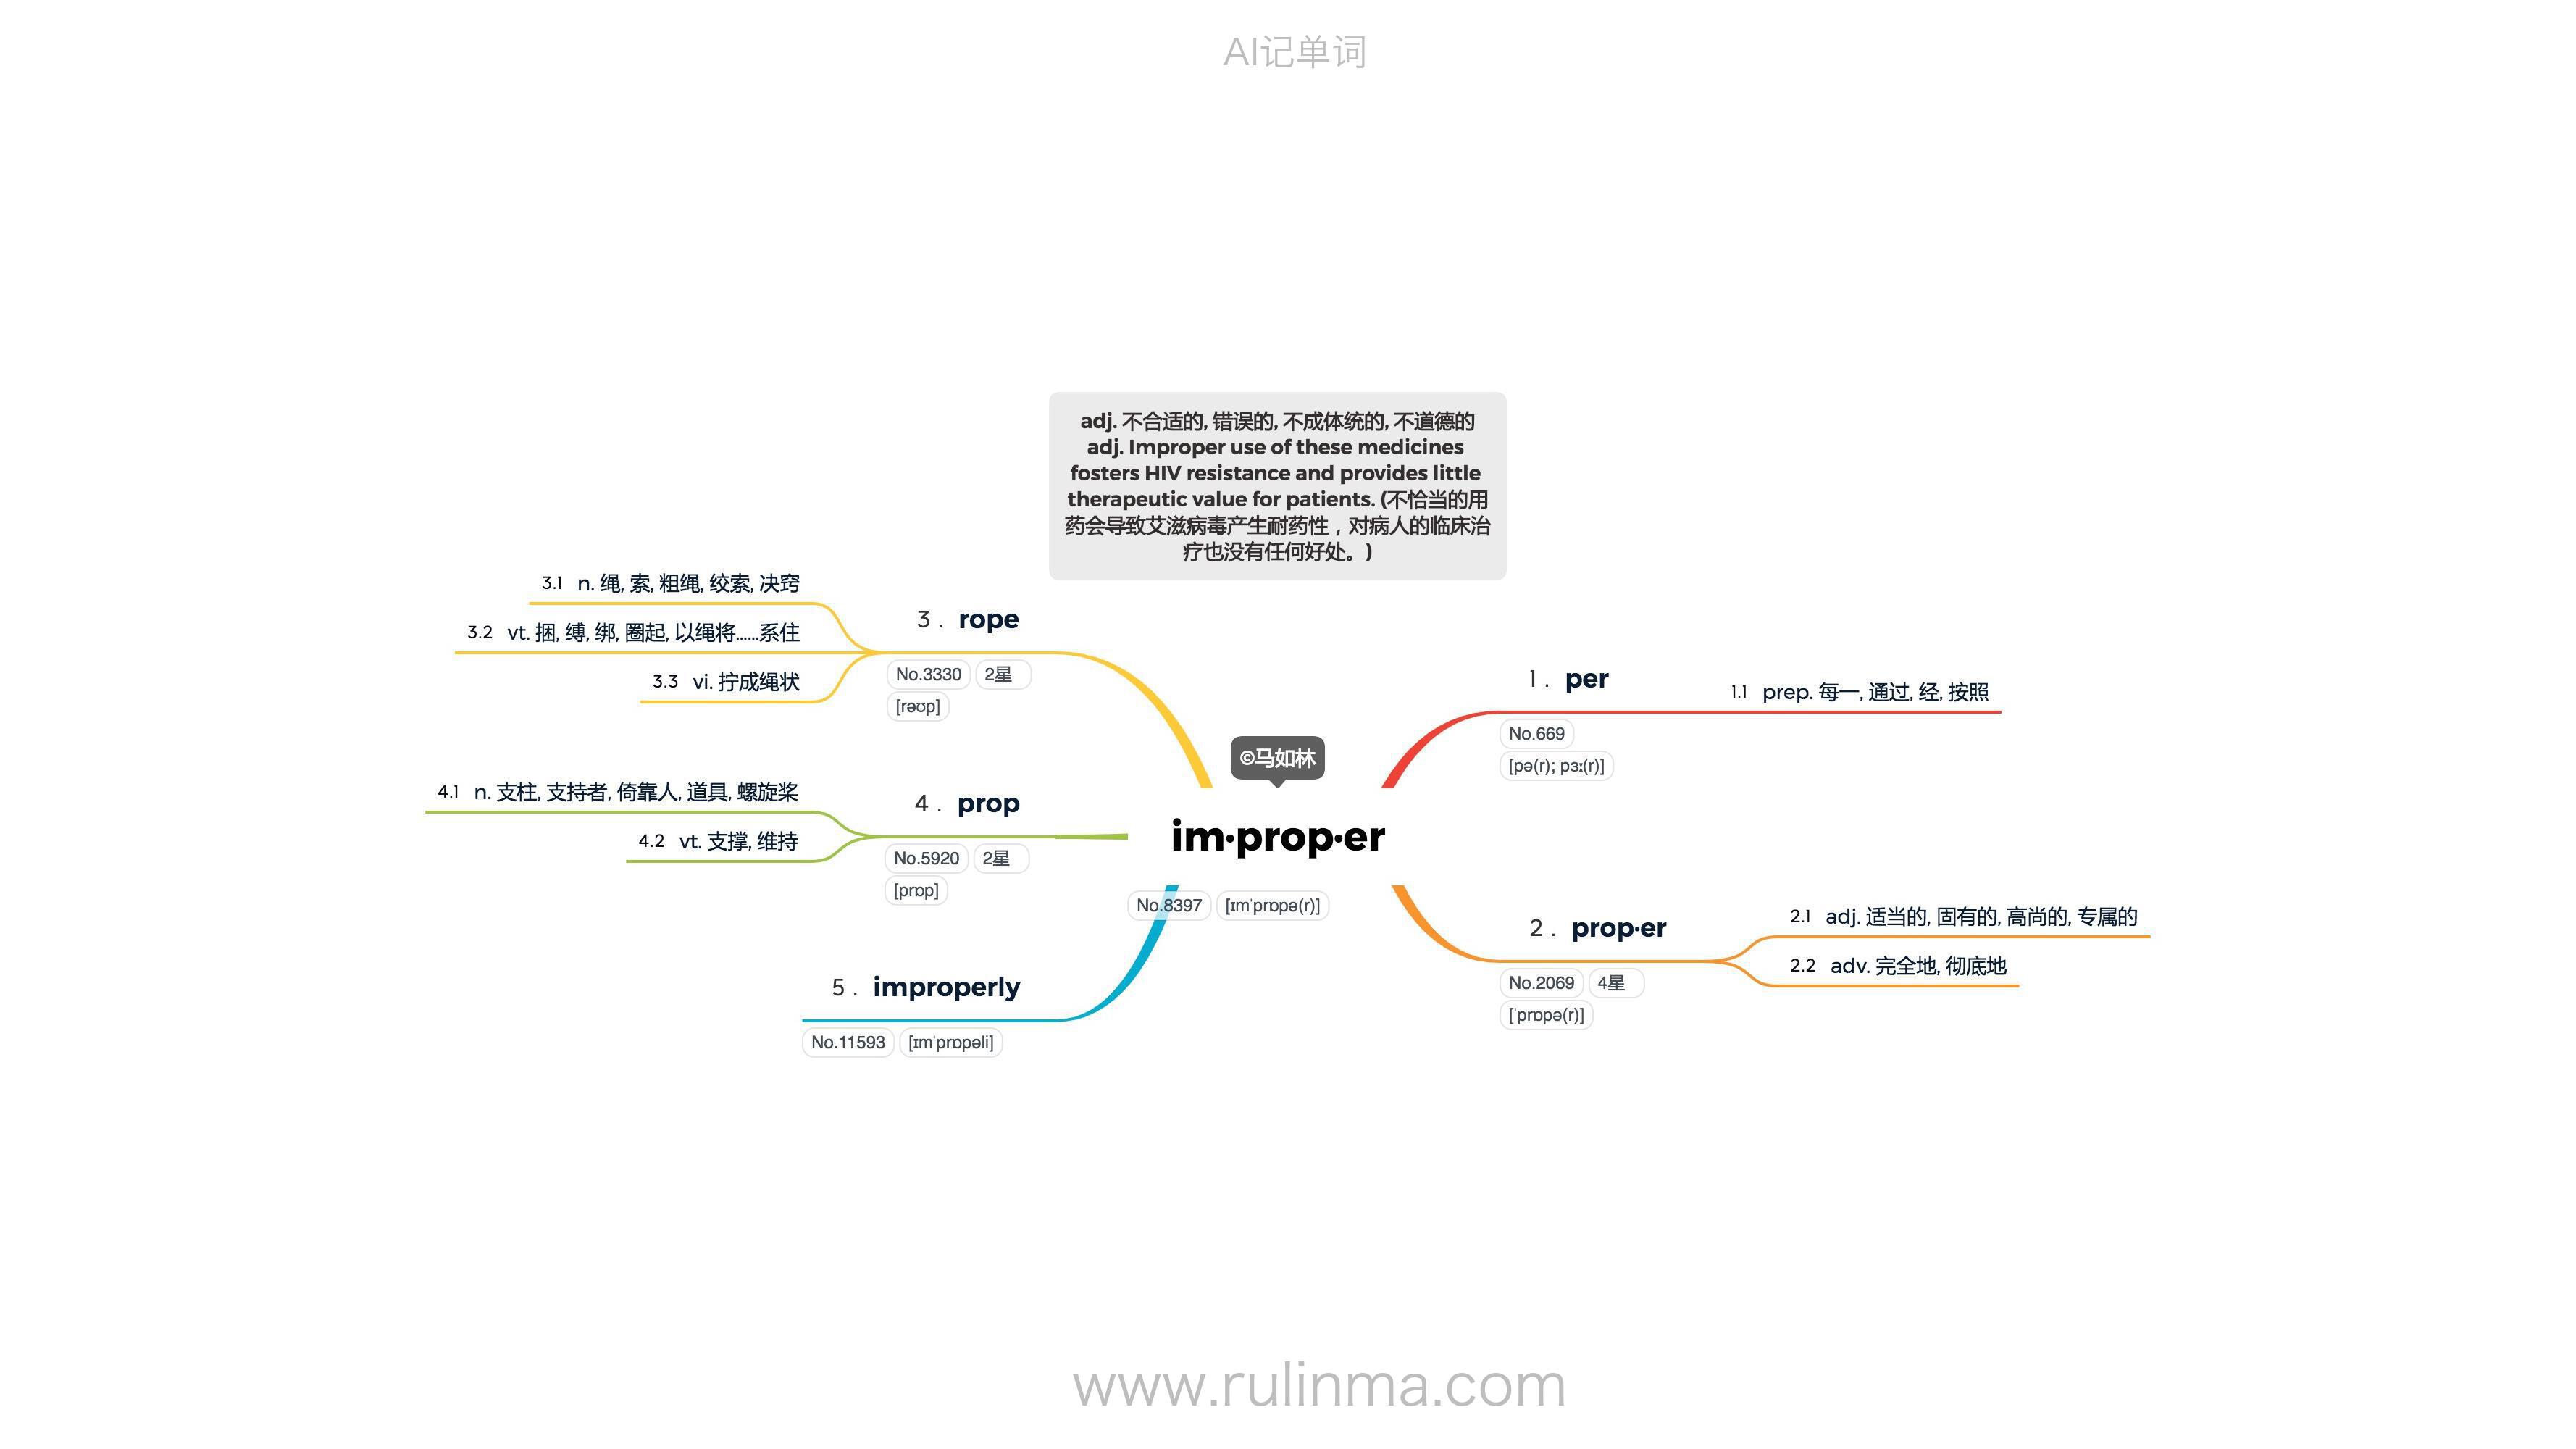 AI记单词
adj. 不合适的, 错误的, 不成体统的, 不道德的
adj. Improper use of these medicines
fosters HIV resistance and provides little
therapeutic value for patients. (不恰当的用
药会导致艾滋病毒产生耐药性，对病人的临床治
疗也没有任何好处。)
©马如林
im·prop·er
No.8397 [ɪmˈprɒpə(r)]
1 . per
No.669
[pə(r); pɜː(r)]
1.1 prep. 每一, 通过, 经, 按照
2 . prop·er
No.2069 4星
[ˈprɒpə(r)]
2.1 adj. 适当的, 固有的, 高尚的, 专属的
2.2 adv. 完全地, 彻底地
3 . rope
No.3330 2星
[rəʊp]
3.1 n. 绳, 索, 粗绳, 绞索, 决窍
3.2 vt. 捆, 缚, 绑, 圈起, 以绳将……系住
3.3 vi. 拧成绳状
4 . prop
No.5920 2星
[prɒp]
4.1 n. 支柱, 支持者, 倚靠人, 道具, 螺旋桨
4.2 vt. 支撑, 维持
5 . improperly
No.11593 [ɪmˈprɒpəli]
www.rulinma.com